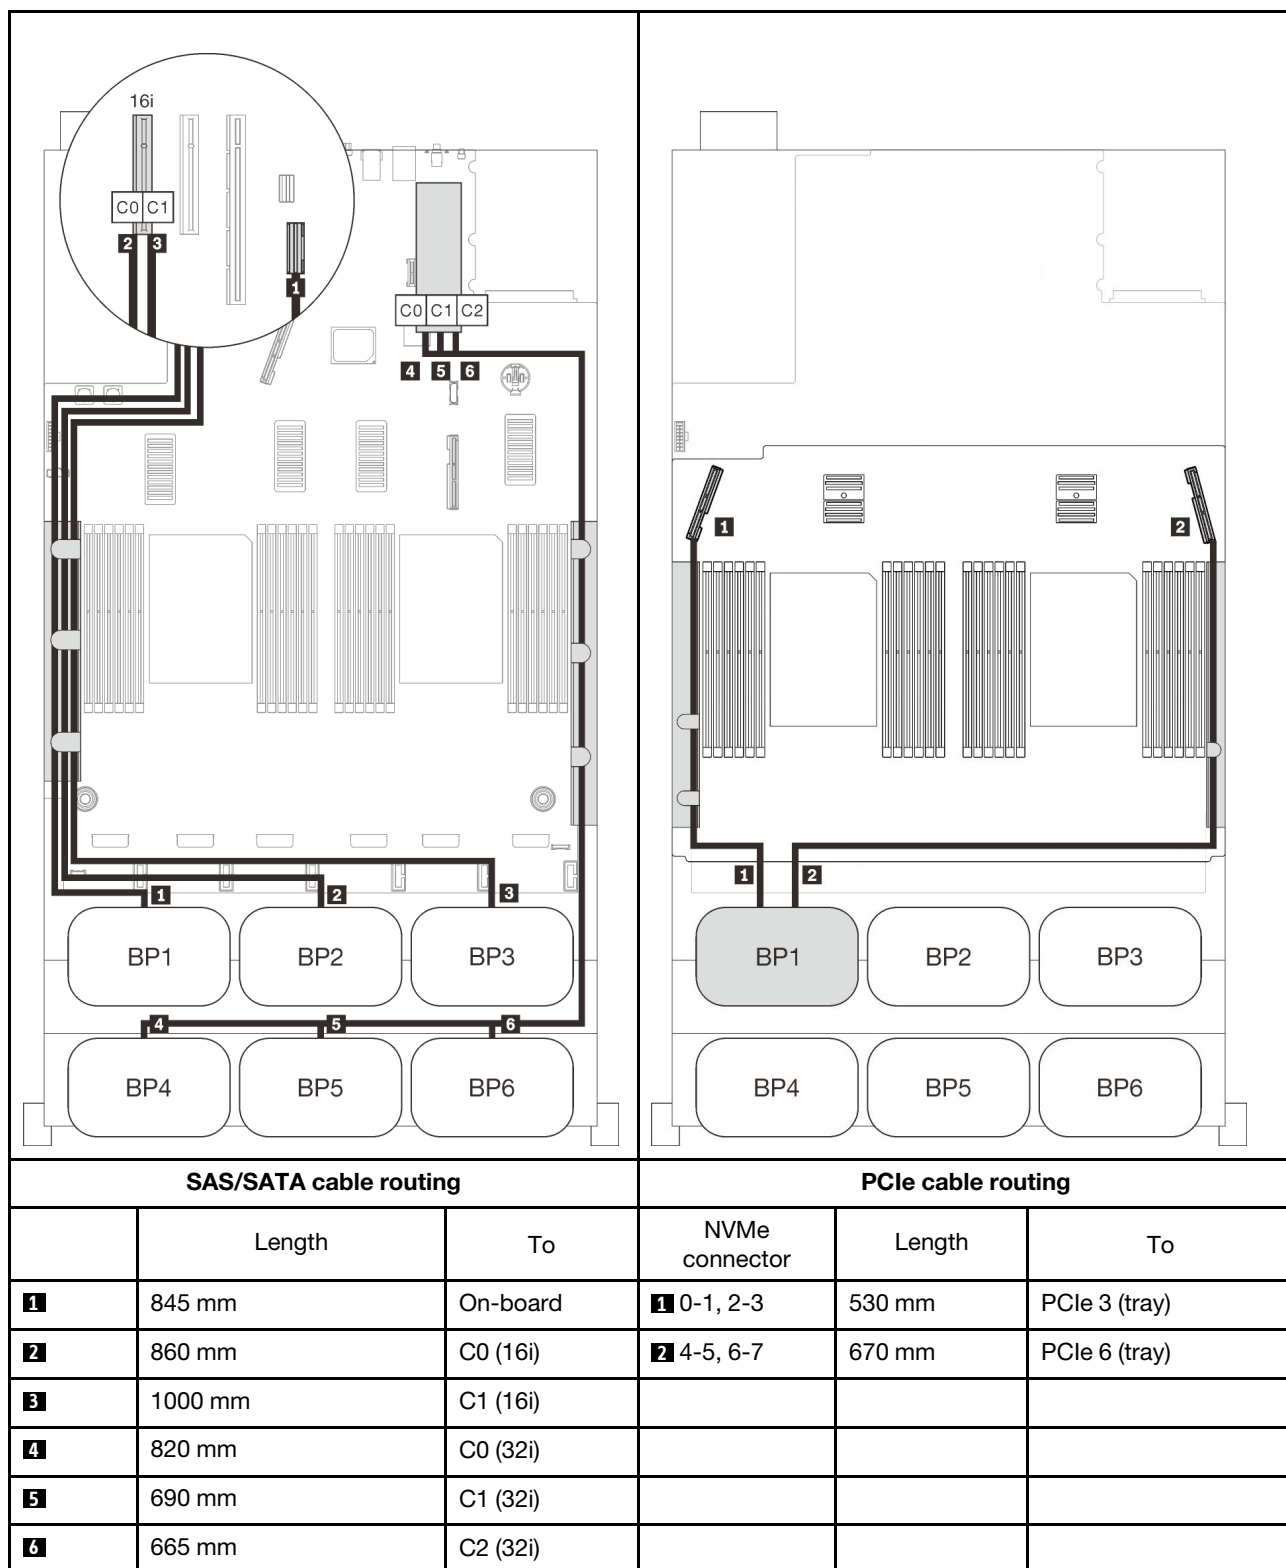 16i
C0 C1
2 3
1
C0 C1 C2
4 5 6
1 2 3
BP1 BP2 BP3
4 5 6
BP4 BP5 BP6
1 2
1 2
BP1 BP2 BP3
BP4 BP5 BP6
SAS/SATA cable routing PCIe cable routing
Length To NVMe connector Length To
1 845 mm On-board 1 0-1, 2-3 530 mm PCIe 3 (tray)
2 860 mm C0 (16i) 2 4-5, 6-7 670 mm PCIe 6 (tray)
3 1000 mm C1 (16i)
4 820 mm C0 (32i)
5 690 mm C1 (32i)
6 665 mm C2 (32i)